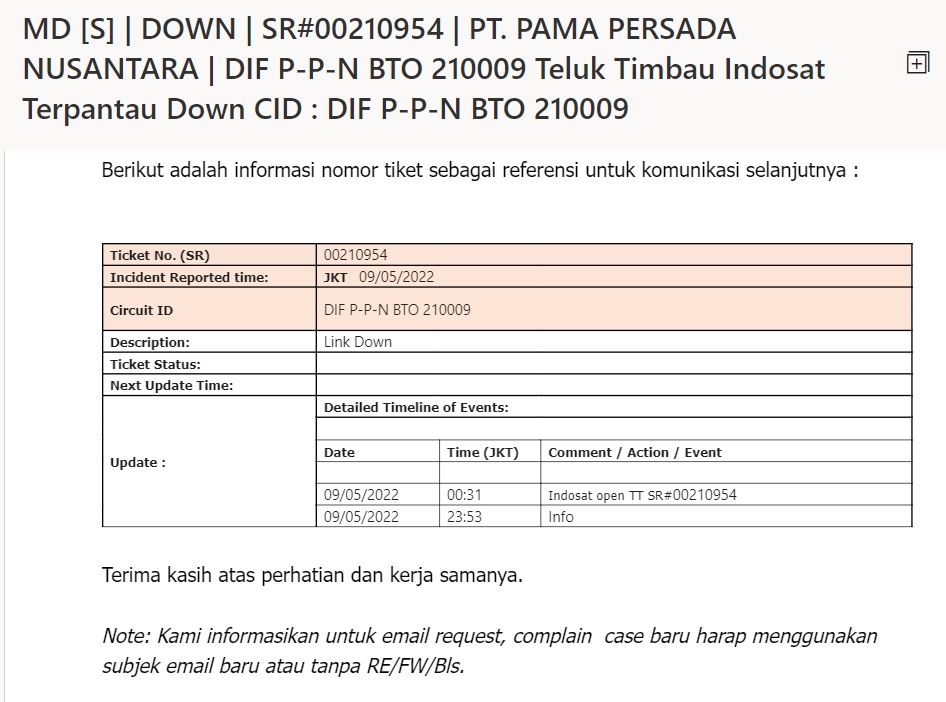 MD [S] | DOWN | SR#00210954 | PT. PAMA PERSADA
NUSANTARA | DIF P-P-N BTO 210009 Teluk Timbau Indosat
Terpantau Down CID : DIF P-P-N BTO 210009
Berikut adalah informasi nomor tiket sebagai referensi untuk komunikasi selanjutnya :
Ticket No. (SR) 00210954
Incident Reported time: JKT 09/05/2022
Circuit ID DIF P-P-N BTO 210009
Description: Link Down
Ticket Status:
Next Update Time:
Update :
Detailed Timeline of Events:
Date Time (JKT) Comment / Action / Event
09/05/2022 00:31 Indosat open TT SR#00210954
09/05/2022 23:53 Info
Terima kasih atas perhatian dan kerja samanya.
Note: Kami informasikan untuk email request, complain  case baru harap menggunakan
subjek email baru atau tanpa RE/FW/Bls.